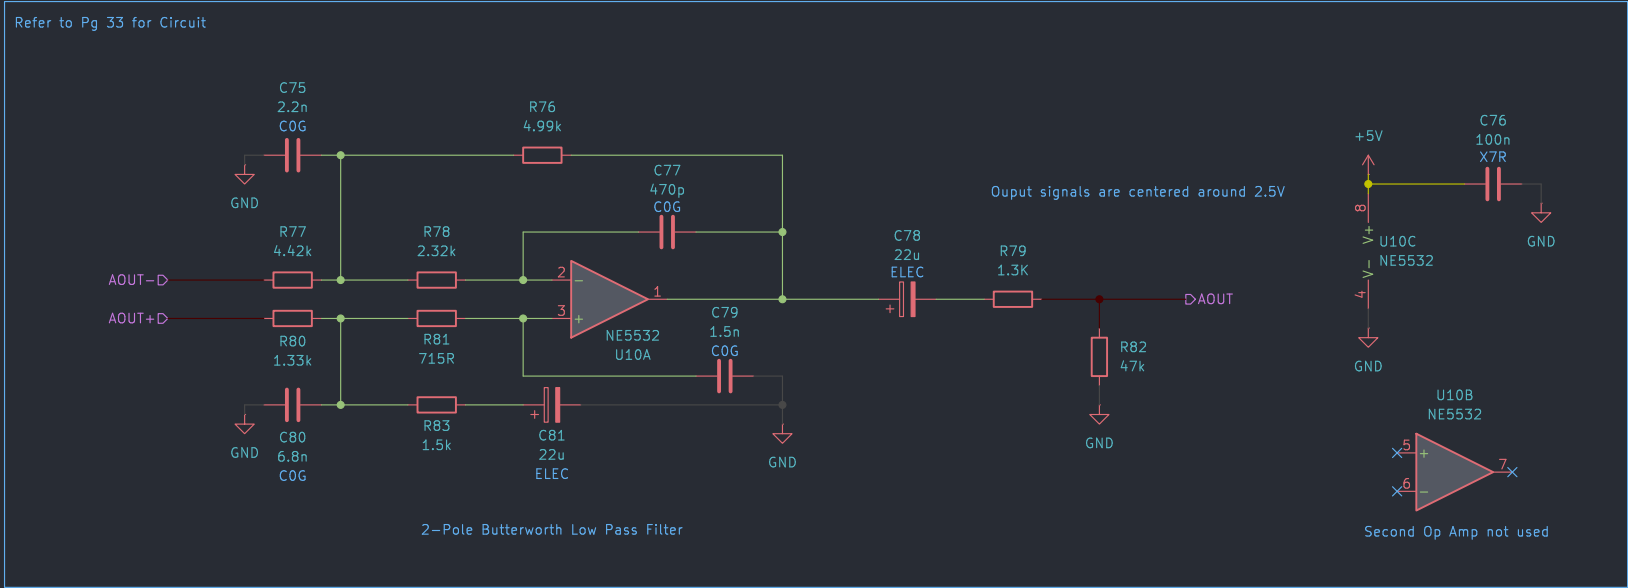 Refer to Pg 33 for Circuit
C75
2.2n
C0G
GND
R76
4.99k
C77
470p
C0G
R77
4.42k
R78
2.32k
AOUT-
AOUT+
2
-
3
+
1
NE5532
U10A
R80
1.33k
R81
715R
C79
1.5n
C0G
GND
C80
6.8n
C0G
R83
1.5k
+
C81
22u
ELEC
GND
2-Pole Butterworth Low Pass Filter
Ouput signals are centered around 2.5V
C78
22u
ELEC
+
R79
1.3K
AOUT
R82
47k
GND
+5V
C76
100n
X7R
GND
8
V+
U10C
NE5532
V-
4
GND
U10B
NE5532
5
+
6
-
7
Second Op Amp not used